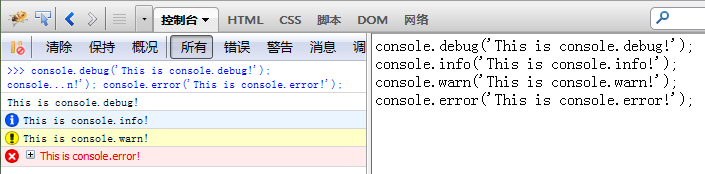 控制台 HTML CSS 脚本 DOM 网络
清除 保持 概况 所有 错误 警告 消息 调
>>> console.debug('This is console.debug!');
console...n!'); console.error('This is console.error!');
This is console.debug!
This is console.info!
This is console.warn!
This is console.error!
console.debug('This is console.debug!');
console.info('This is console.info!');
console.warn('This is console.warn!');
console.error('This is console.error!');